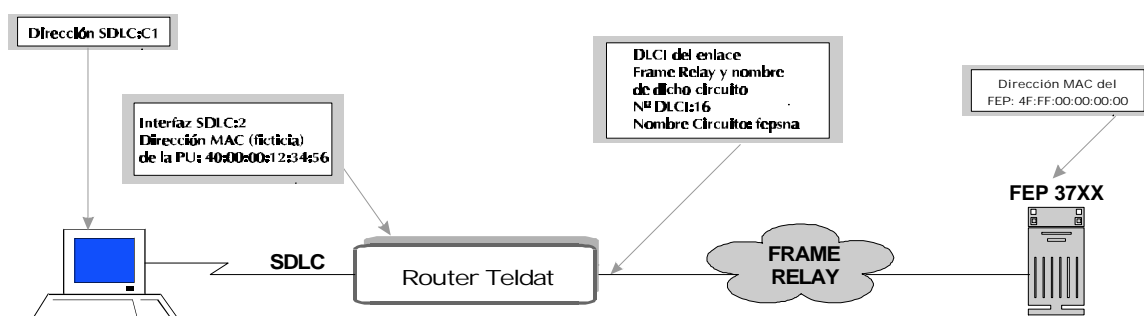 Dirección SDLC:C1
DLCI del enlace
Frame Relay y nombre
de dicho circuito
Nº DLCI:16
Nombre Circuito: fepsna
Dirección MAC del
FEP: 4F:FF:00:00:00:00
Interfaz SDLC:2
Dirección MAC (ficticia)
de la PU: 40:00:00:12:34:56
FEP 37XX
SDLC
Router Teldat
FRAME
RELAY